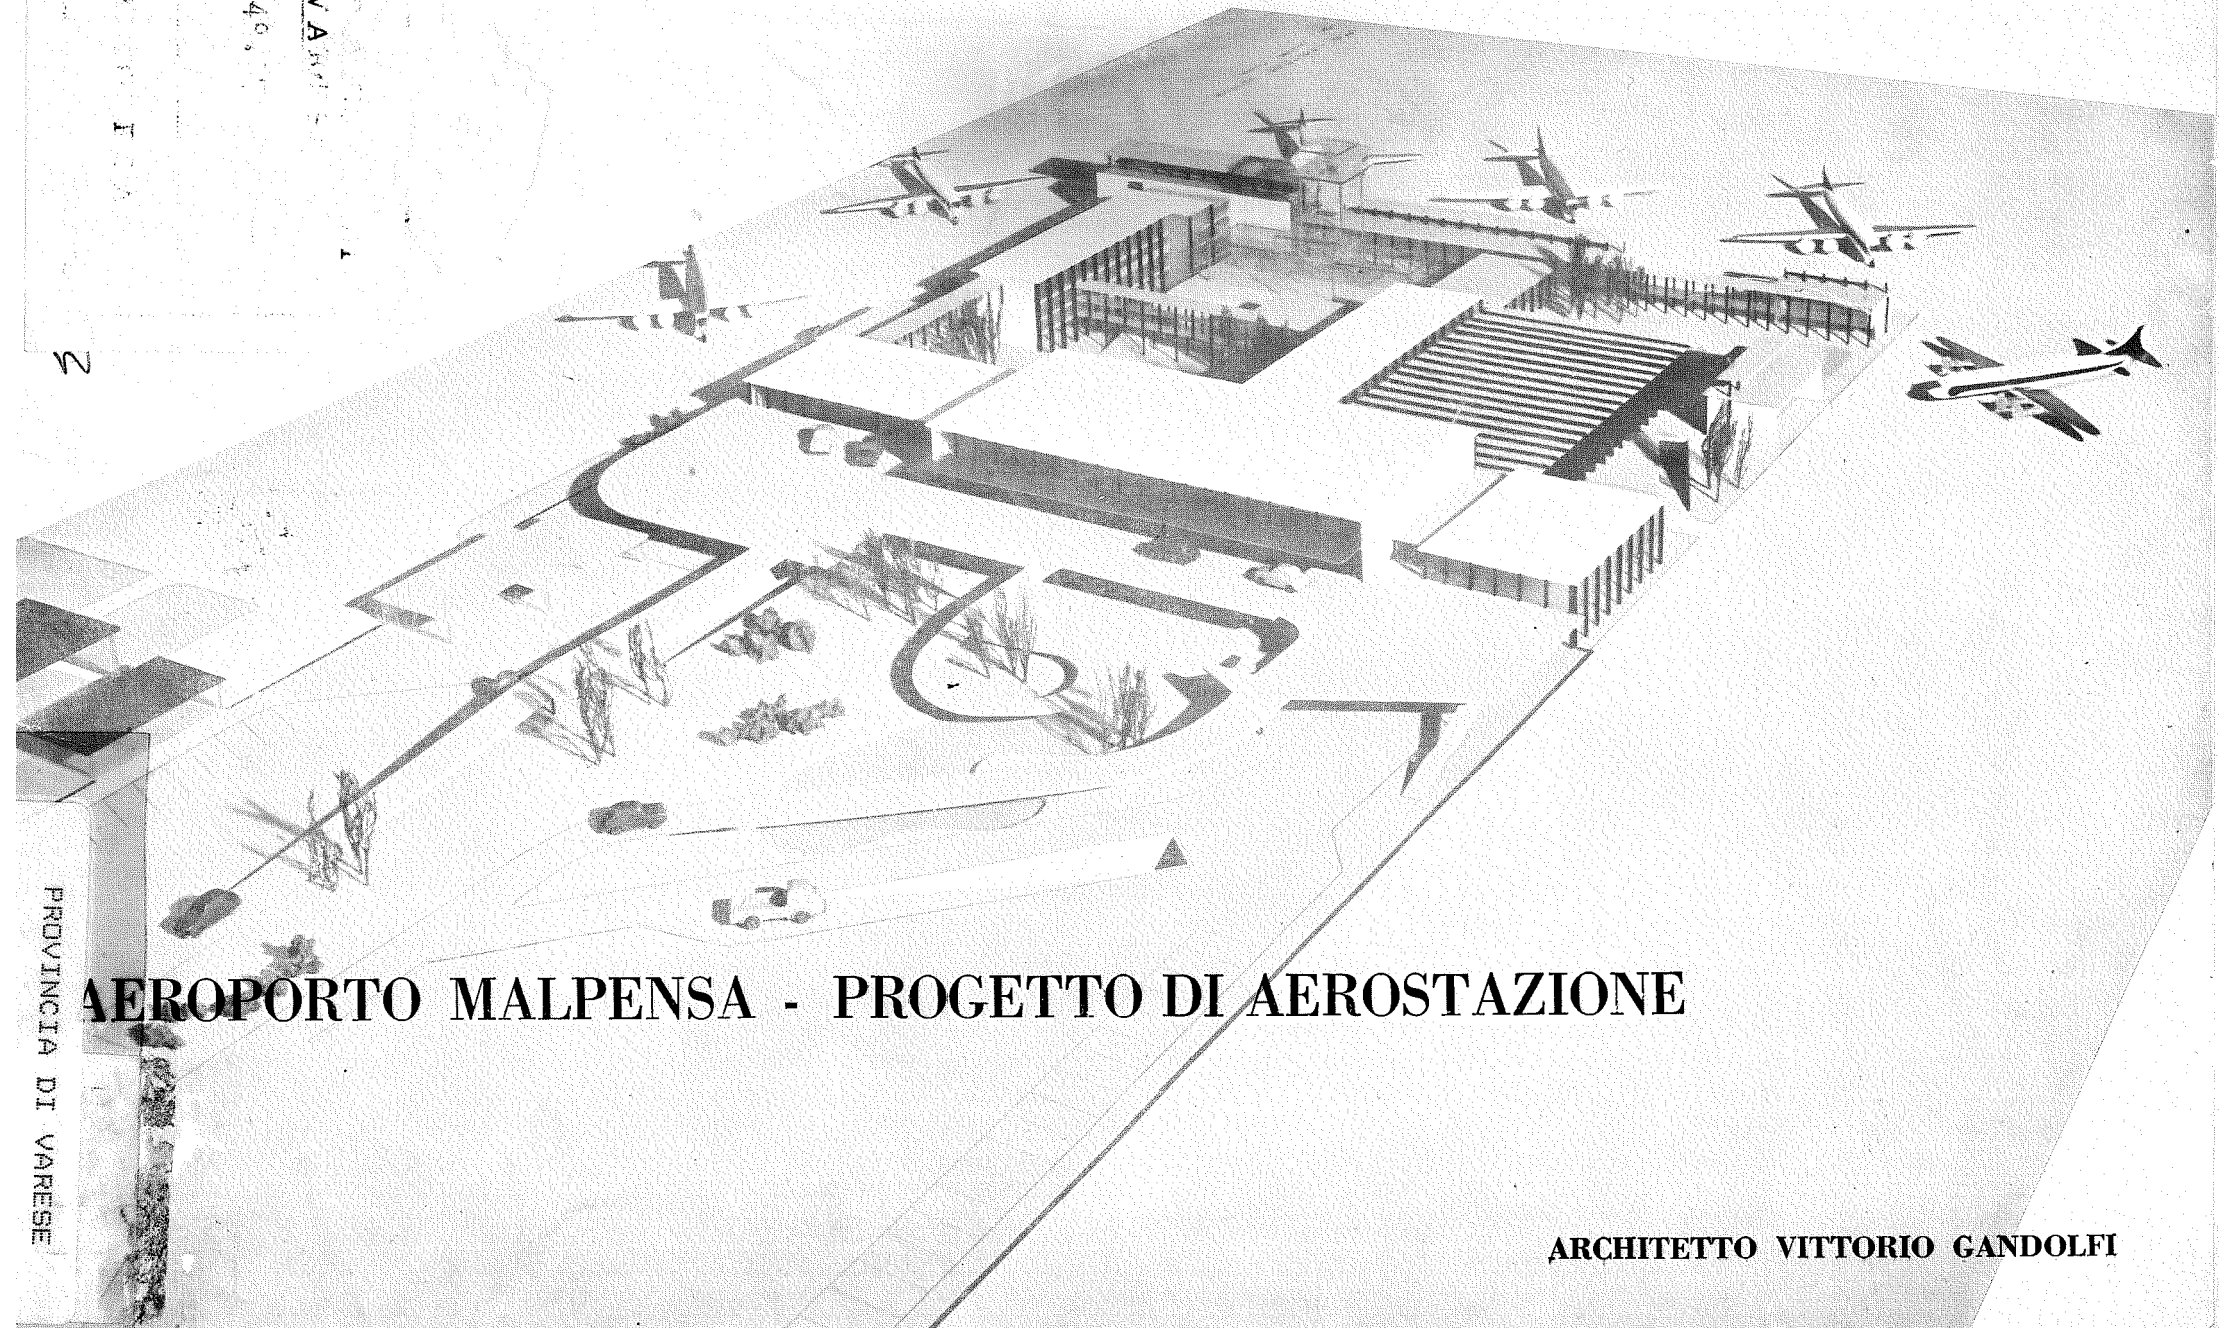 PROVINCIA DI VARESE
AEROPORTO MALPENSA - PROGETTO DI AEROSTAZIONE
ARCHITETTO VITTORIO GANDOLFI